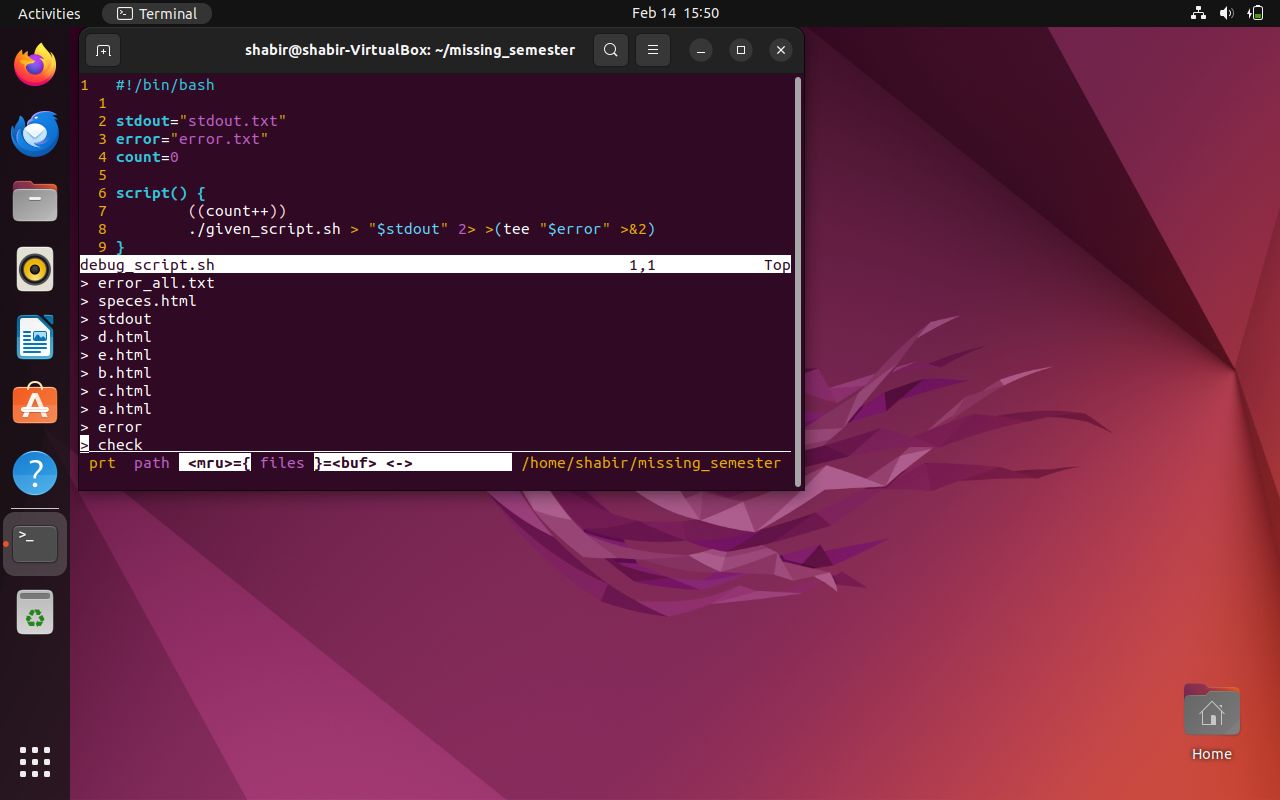 Activities Terminal Feb 14 15:50
shabir@shabir-VirtualBox: ~/missing_semester
1 #!/bin/bash
1
2 stdout="stdout.txt"
3 error="error.txt"
4 count=0
5
6 script() {
7 ((count++))
8 ./given_script.sh > "$stdout" 2> >(tee "$error" >&2)
9 }
debug_script.sh 1,1 Top
> error_all.txt
> speces.html
> stdout
> d.html
> e.html
> b.html
> c.html
> a.html
> error
> check
prt path <mru>={ files }=<buf> <-> /home/shabir/missing_semester
>_
Home